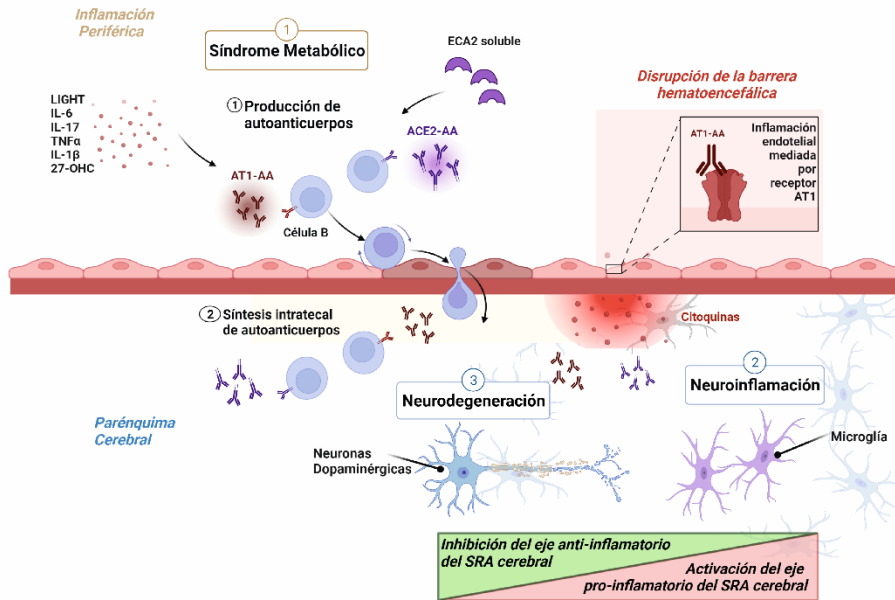 Inflamación
Periférica
1
Síndrome Metabólico
ECA2 soluble
Disrupción de la barrera
hematoencefálica
LIGHT
IL-6
IL-17
TNFα
IL-1β
27-OHC
1 Producción de
autoanticuerpos
ACE2-AA
AT1-AA
Célula B
AT1-AA
Inflamación
endotelial
mediada
por
receptor
AT1
2 Síntesis intratecal
de autoanticuerpos
Citoquinas
3
Neurodegeneración
2
Neuroinflamación
Parénquima
Cerebral
Neuronas
Dopaminérgicas
Microglía
Inhibición del eje anti-inflamatorio
del SRA cerebral
Activación del eje
pro-inflamatorio del SRA cerebral